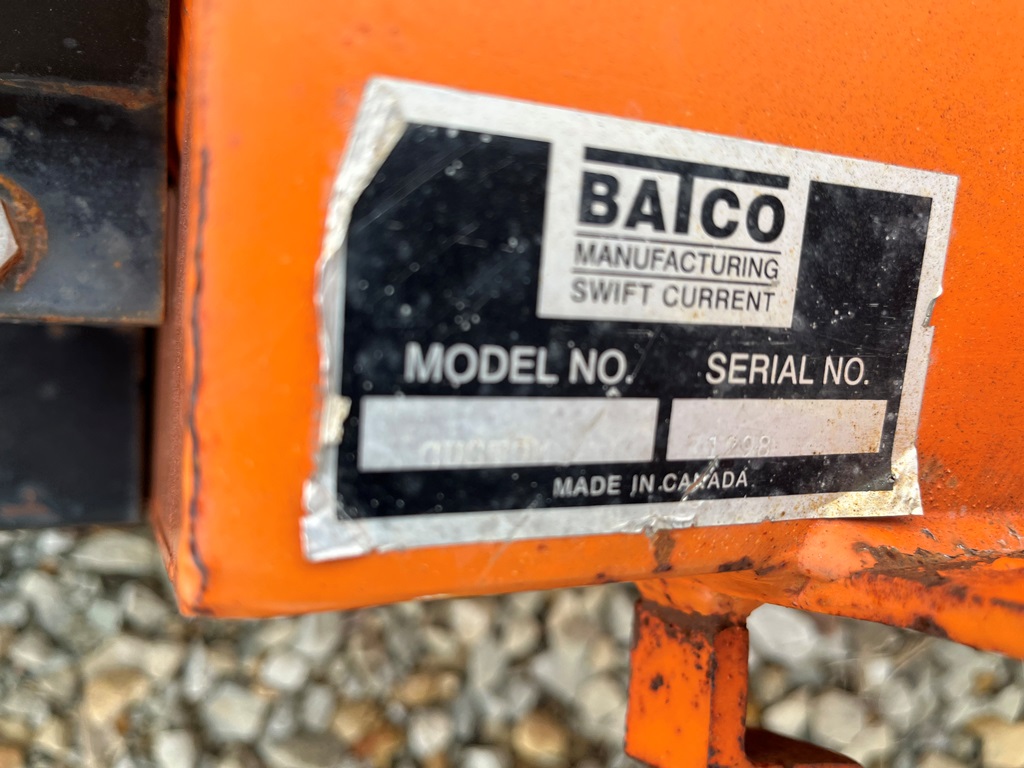 BATCO
MANUFACTURING
SWIFT CURRENT
MODEL NO. SERIAL NO.
MADE IN CANADA